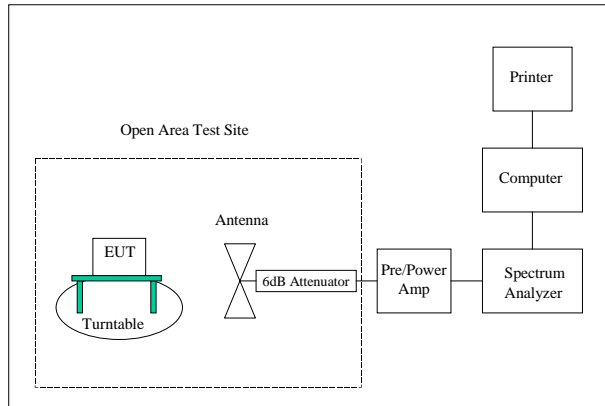 Printer
Open Area Test Site
Computer
Antenna
EUT
6dB Attenuator
Pre/Power
Amp
Spectrum
Analyzer
Turntable